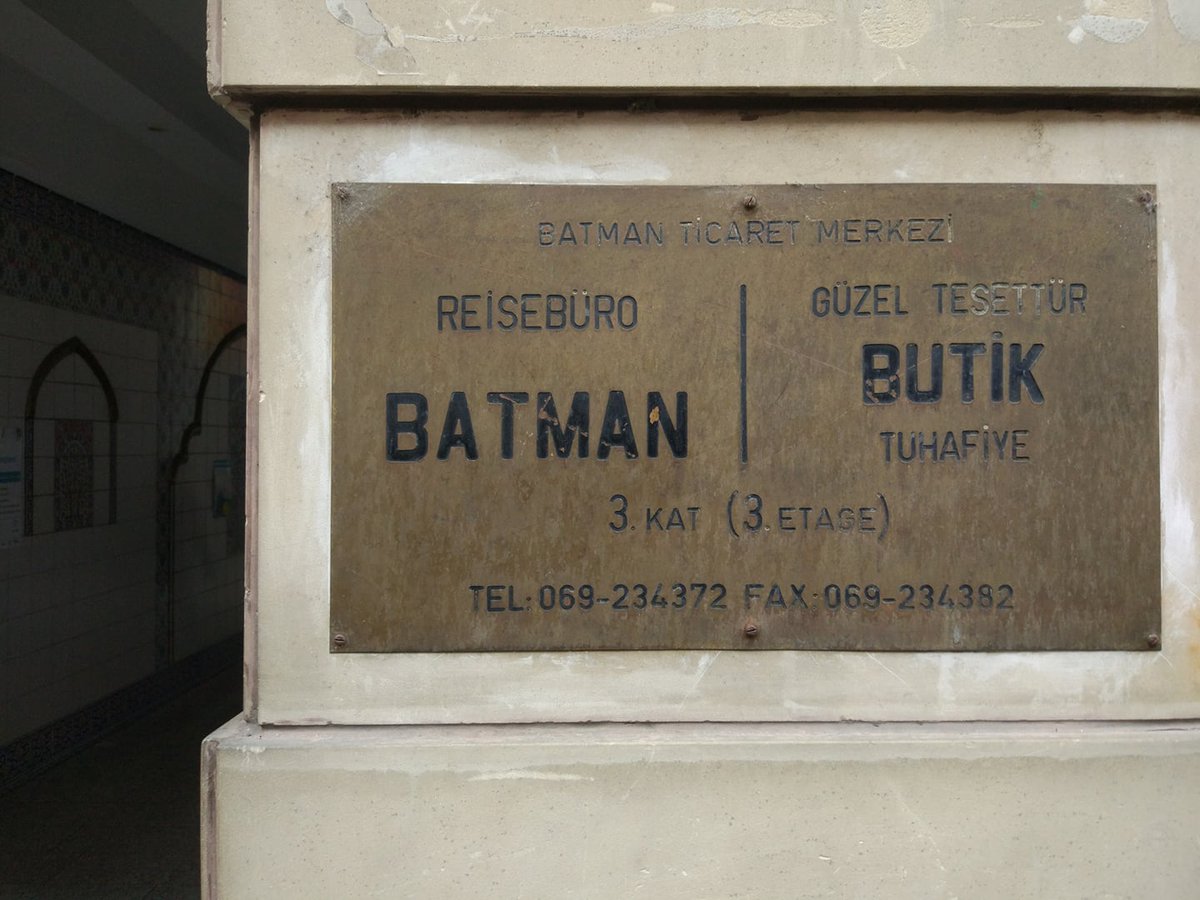 BATMAN TİCARET MERKEZİ
REİSEBÜRO
BATMAN
GÜZEL TESETTÜR
BUTİK
TUHAFİYE
3. KAT (3. ETAGE)
TEL: 069-234372 FAX: 069-234382